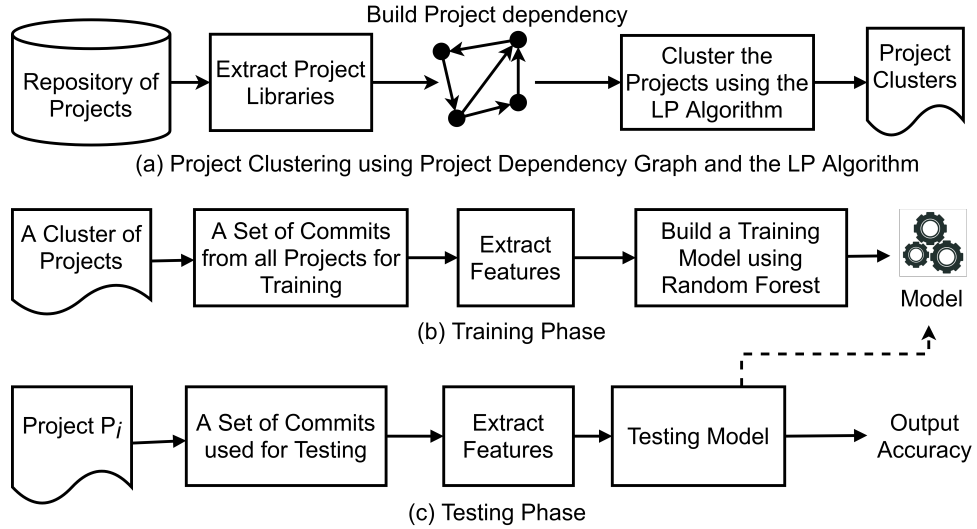 Build Project dependency
Repository of
Projects
Extract Project
Libraries
Cluster the
Projects using the
LP Algorithm
Project
Clusters
(a) Project Clustering using Project Dependency Graph and the LP Algorithm
A Cluster of
Projects
A Set of Commits
from all Projects for
Training
Extract
Features
Build a Training
Model using
Random Forest
Model
(b) Training Phase
Project Pi
A Set of Commits
used for Testing
Extract
Features
Testing Model
Output
Accuracy
(c) Testing Phase